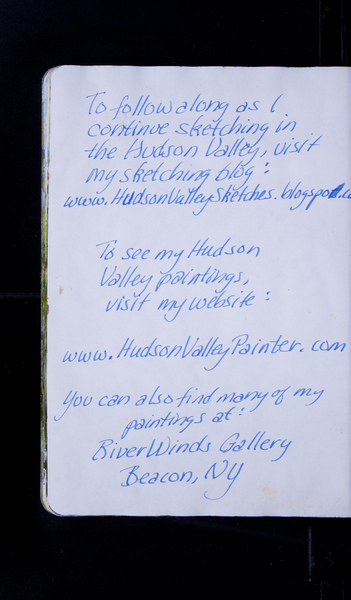 To follow along as I
continue sketching in
the Hudson Valley, visit
my sketching blog:
www.HudsonValleySketches.blogspot.co
To see my Hudson
Valley paintings,
visit my website:
www.HudsonValleyPainter.com
You can also find many of my
paintings at:
RiverWinds Gallery
Beacon, NY